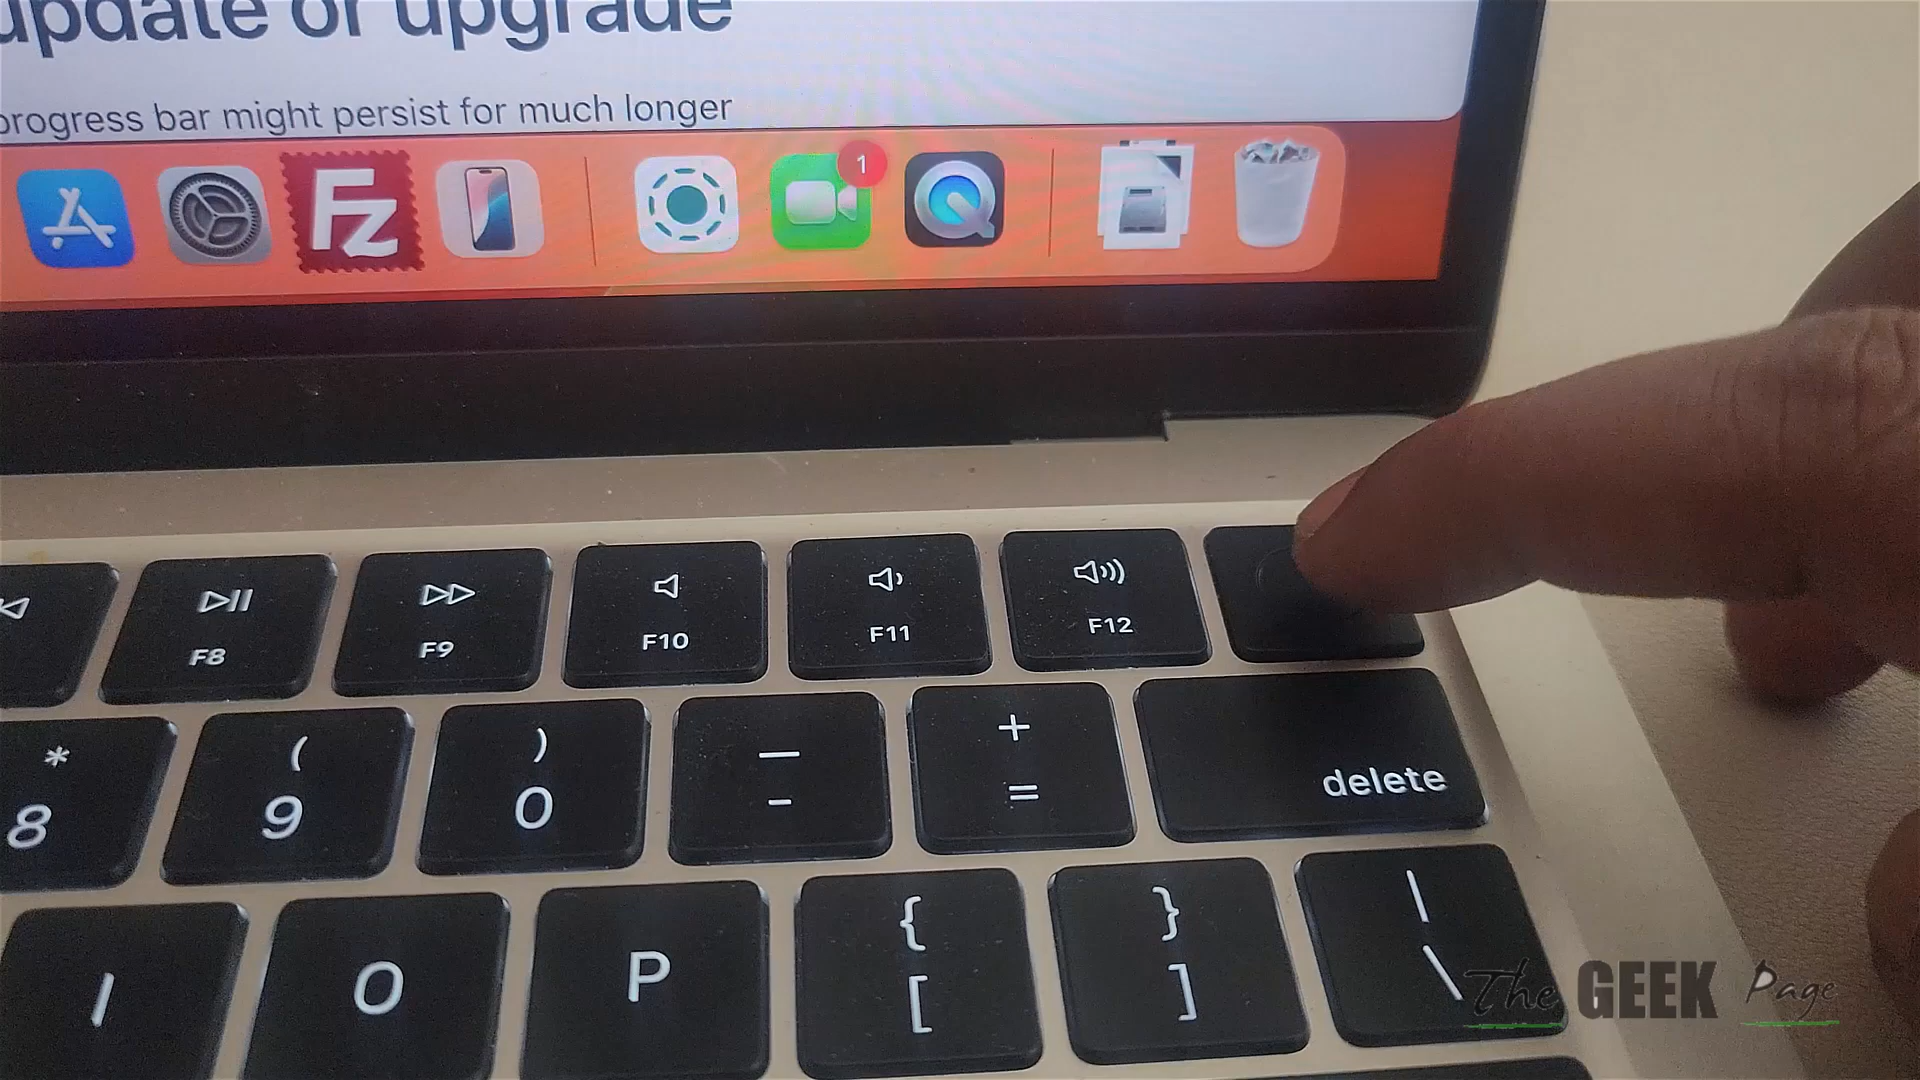 update or upgrade
progress bar might persist for much longer
1
Fz
F8
F9
F10
F11
F12
*
8
(
9
)
0
—
-
+
=
delete
I
O
P
{
[
}
]
|
\
The GEEK Page